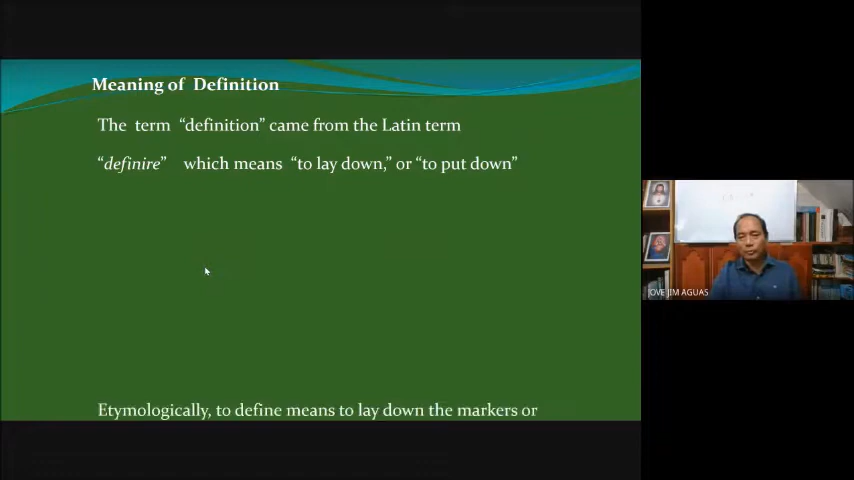 Meaning of Definition
The term “definition” came from the Latin term
“definire” which means “to lay down,” or “to put down”
Etymologically, to define means to lay down the markers or
JOVE JIM AGUAS